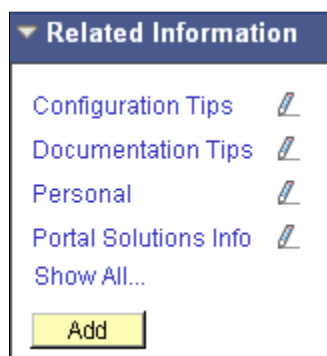 Related Information
Configuration Tips
Documentation Tips
Personal
Portal Solutions Info
Show All...
Add